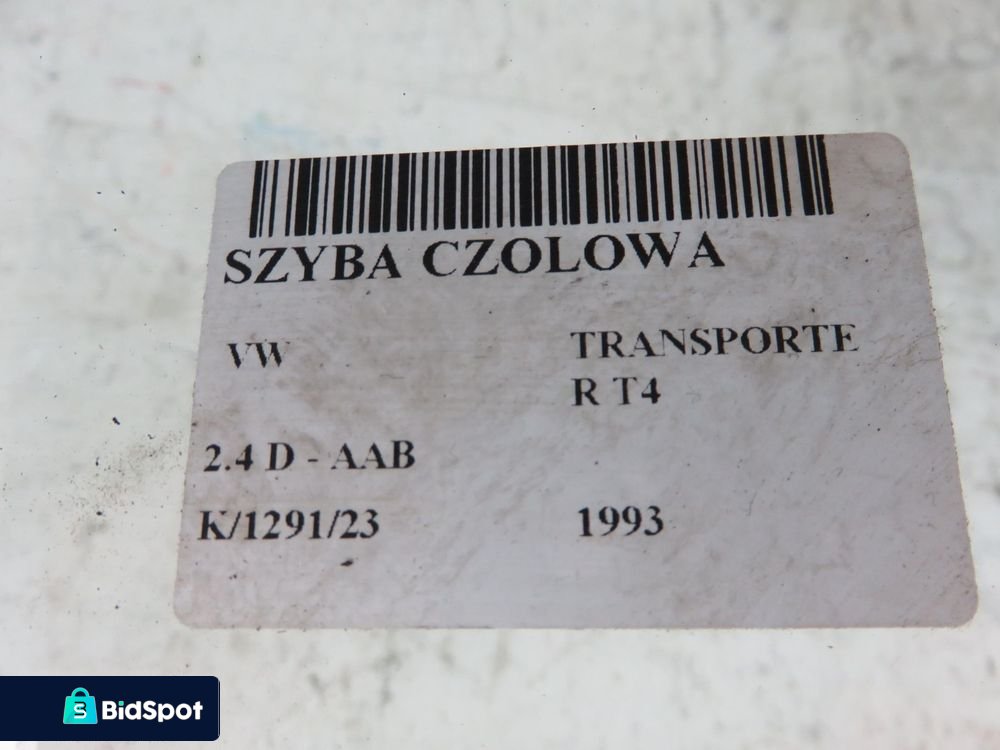 SZYBA CZOLOWA
VW TRANSPORTE
R T4
2.4 D - AAB
K/1291/23 1993
BidSpot